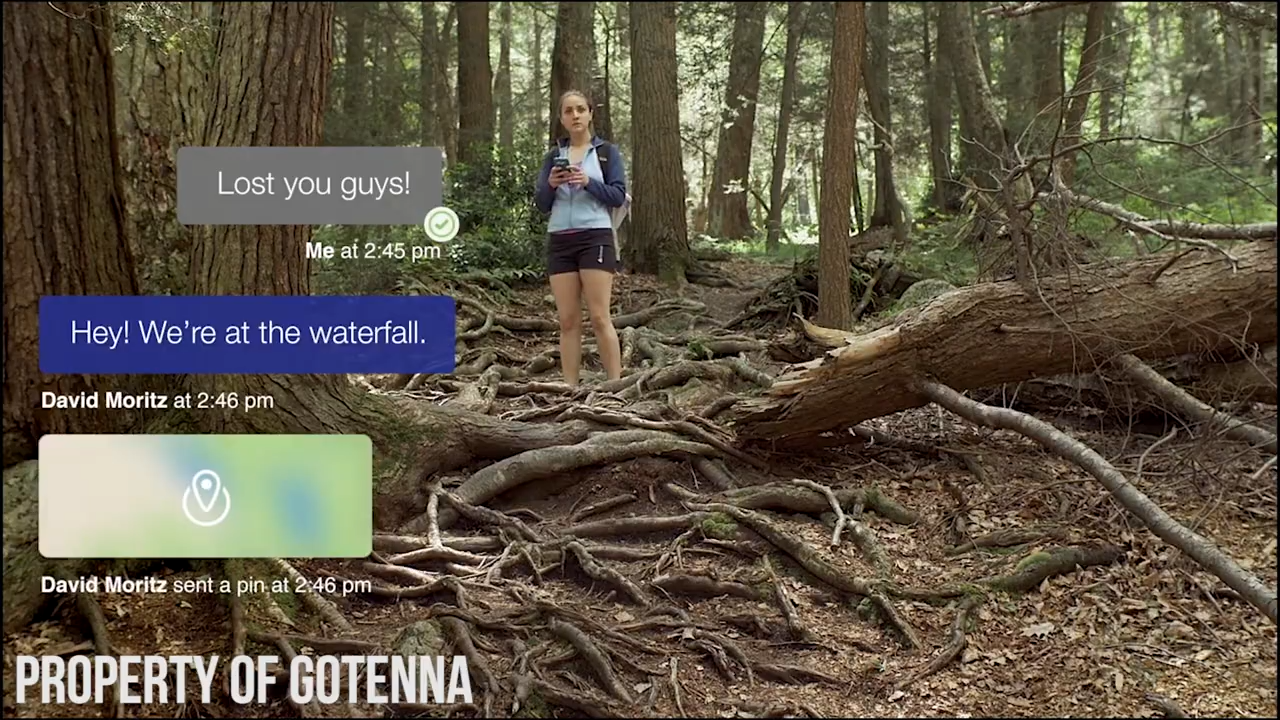 Lost you guys!
Me at 2:45 pm
Hey! We're at the waterfall.
David Moritz at 2:46 pm
David Moritz sent a pin at 2:46 pm
PROPERTY OF GOTENNA